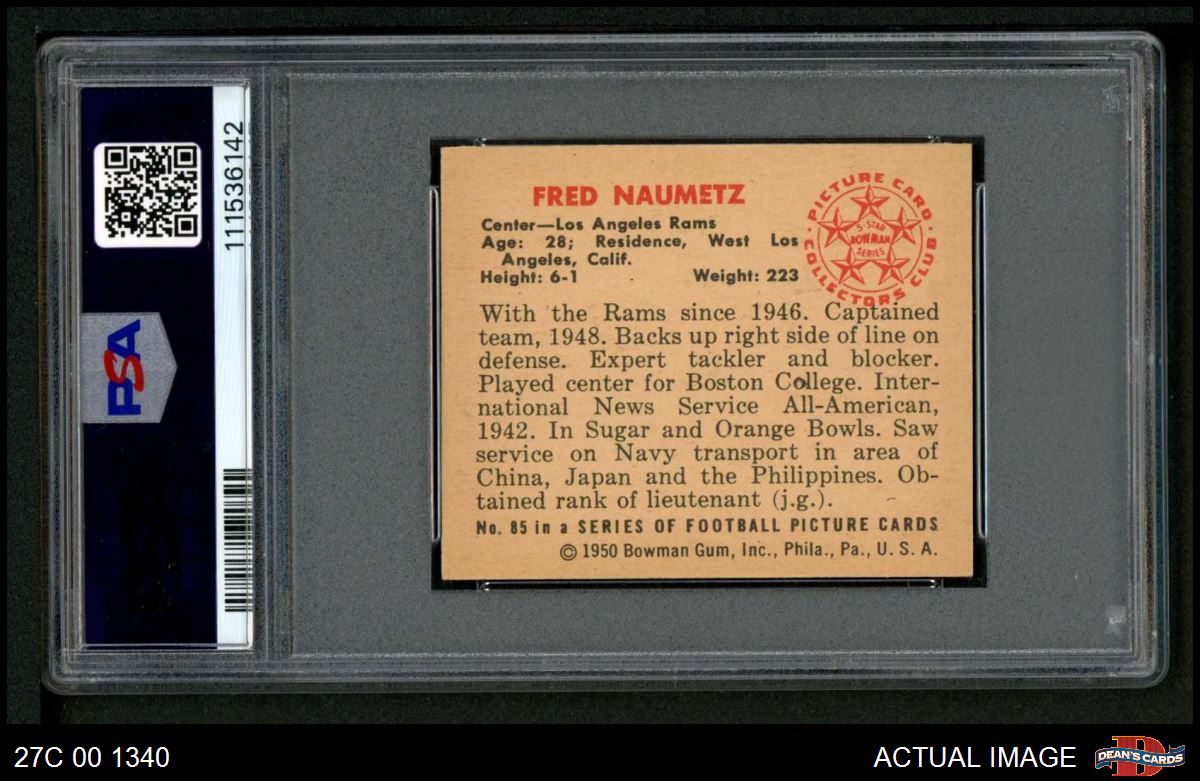 111536142
PSA
FRED NAUMETZ
Center—Los Angeles Rams
Age: 28; Residence, West Los
Angeles, Calif.
Height: 6-1 Weight: 223
PICTURE CARD
COLLECTORS CLUB
5-STAR
BOWMAN
SERIES
With the Rams since 1946. Captained
team, 1948. Backs up right side of line on
defense. Expert tackler and blocker.
Played center for Boston College. Inter-
national News Service All-American,
1942. In Sugar and Orange Bowls. Saw
service on Navy transport in area of
China, Japan and the Philippines. Ob-
tained rank of lieutenant (j.g.).
No. 85 in a SERIES OF FOOTBALL PICTURE CARDS
© 1950 Bowman Gum, Inc., Phila., Pa., U. S. A.
27C 00 1340
ACTUAL IMAGE
D
DEAN'S CARDS